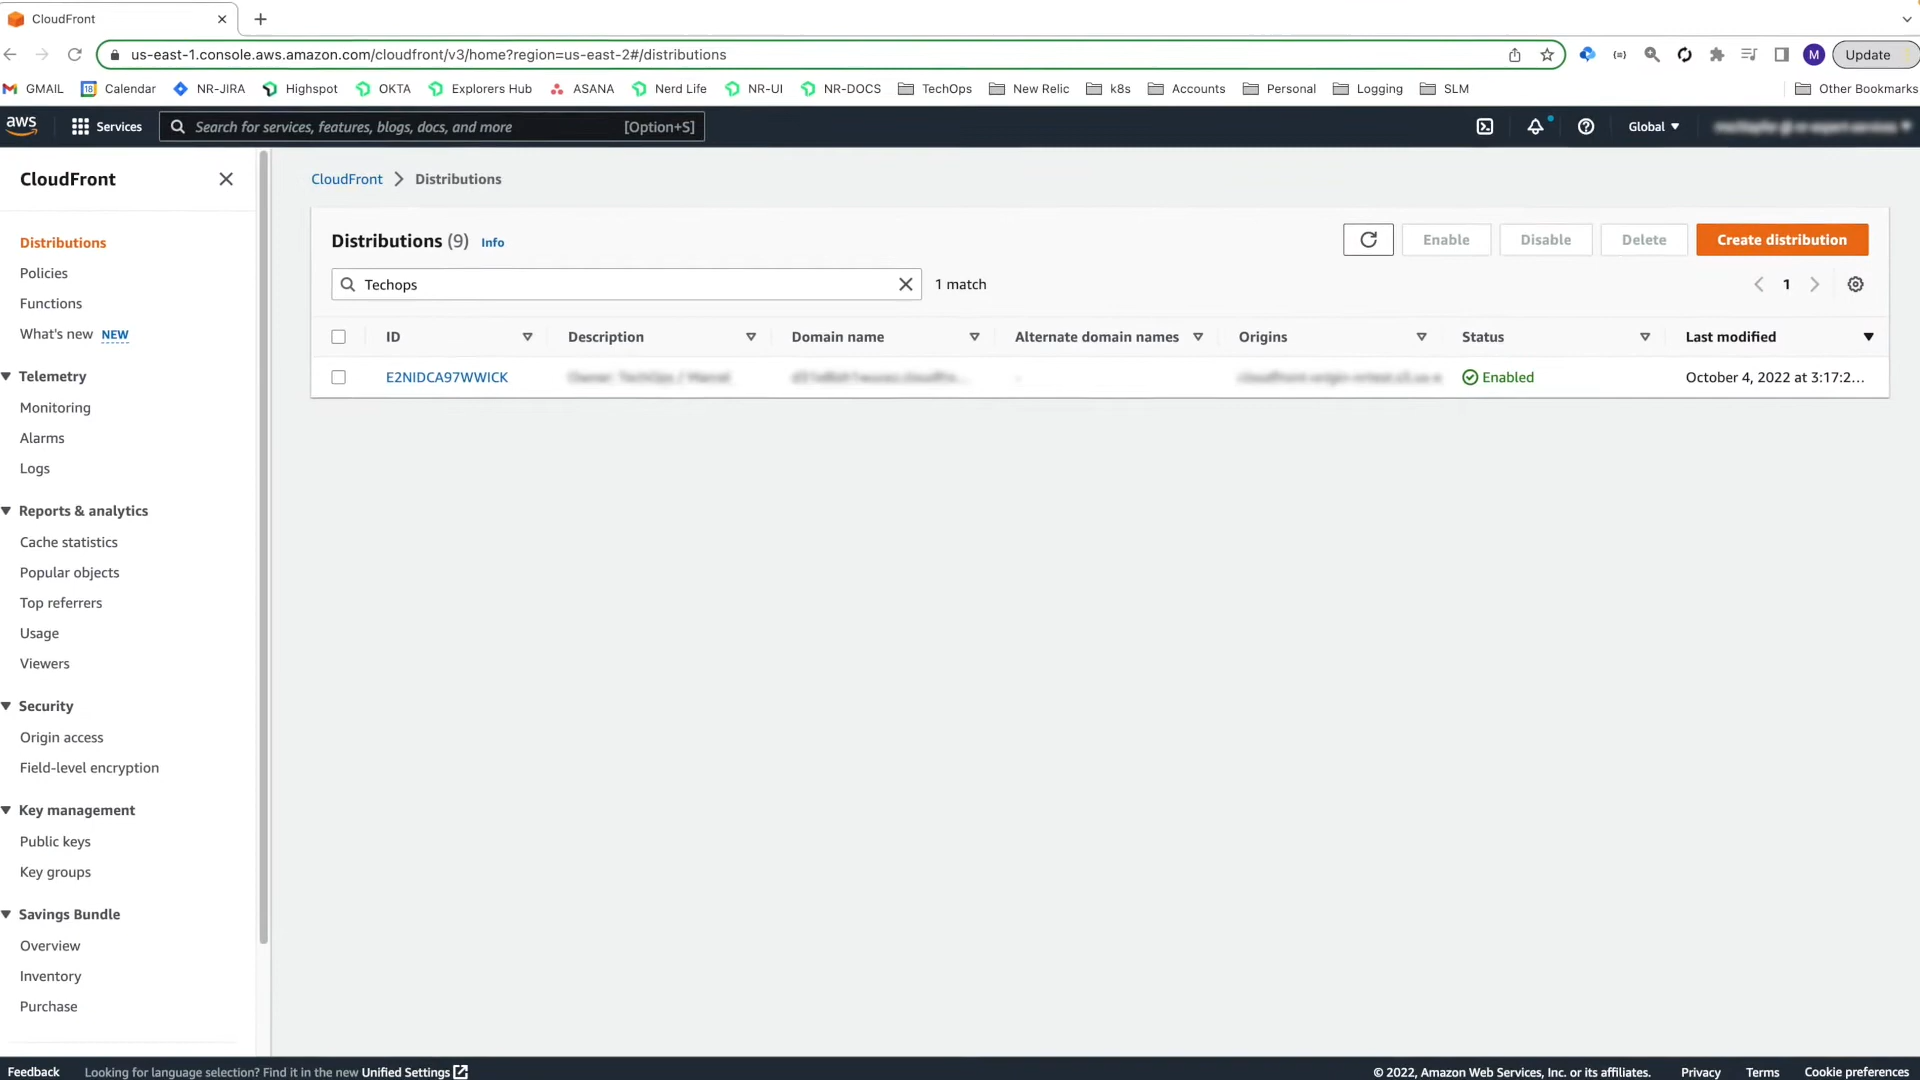 CloudFront
us-east-1.console.aws.amazon.com/cloudfront/v3/home?region=us-east-2#/distributions
M
Update
GMAIL
18
Calendar
NR-JIRA
Highspot
OKTA
Explorers Hub
ASANA
Nerd Life
NR-UI
NR-DOCS
TechOps
New Relic
k8s
Accounts
Personal
Logging
SLM
Other Bookmarks
aws
Services
Search for services, features, blogs, docs, and more
[Option+S]
Global
CloudFront
Distributions
Policies
Functions
What's new NEW
Telemetry
Monitoring
Alarms
Logs
Reports & analytics
Cache statistics
Popular objects
Top referrers
Usage
Viewers
Security
Origin access
Field-level encryption
Key management
Public keys
Key groups
Savings Bundle
Overview
Inventory
Purchase
CloudFront
Distributions
Distributions (9) Info
Enable
Disable
Delete
Create distribution
Techops
1 match
1
ID
Description
Domain name
Alternate domain names
Origins
Status
Last modified
E2NIDCA97WWICK
-
Enabled
October 4, 2022 at 3:17:2...
Feedback
Looking for language selection? Find it in the new Unified Settings
© 2022, Amazon Web Services, Inc. or its affiliates.
Privacy
Terms
Cookie preferences